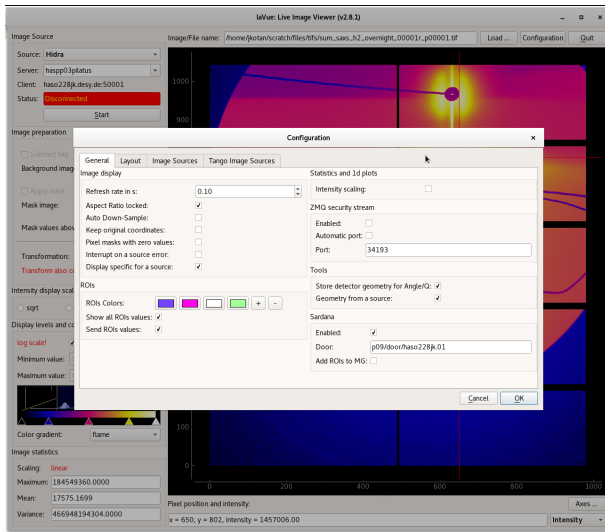 laVue: Live Image Viewer (v2.8.1)
Image Source
Image/File name: /home/jkotan/scratch/files/tifs/sum_saxs_h2_overnight_00001r_p00001.tif Load ... Configuration Quit
Source: Hidra
Server: haspp03pilatus
Client: haso228jk.desy.de:50001
Status: Disconnected
Start
Image preparation
Subtract bkg
Background imag
Apply mask
Mask image:
Mask values abov
Transformation:
Transform also c
Intensity display scal
sqrt
Display levels and co
log scale!
Minimum value:
Maximum value:
Color gradient: flame
Image statistics
Scaling: linear
Maximum: 184549360.0000
Mean: 17575.1699
Variance: 466948194304.0000
1000
900
100
0
0 200 400 600 800 1000
Pixel position and intensity:
Axes ...
x = 650, y = 802, intensity = 1457006.00 Intensity
Configuration
General Layout Image Sources Tango Image Sources
Image display
Refresh rate in s: 0.10
Aspect Ratio locked:
Auto Down-Sample:
Keep original coordinates:
Pixel masks with zero values:
Interrupt on a source error:
Display specific for a source:
ROIs
ROIs Colors: + -
Show all ROIs values:
Send ROIs values:
Statistics and 1d plots
Intensity scaling:
ZMQ security stream
Enabled:
Automatic port:
Port: 34193
Tools
Store detector geometry for Angle/Q:
Geometry from a source:
Sardana
Enabled:
Door: p09/door/haso228jk.01
Add ROIs to MG:
Cancel OK